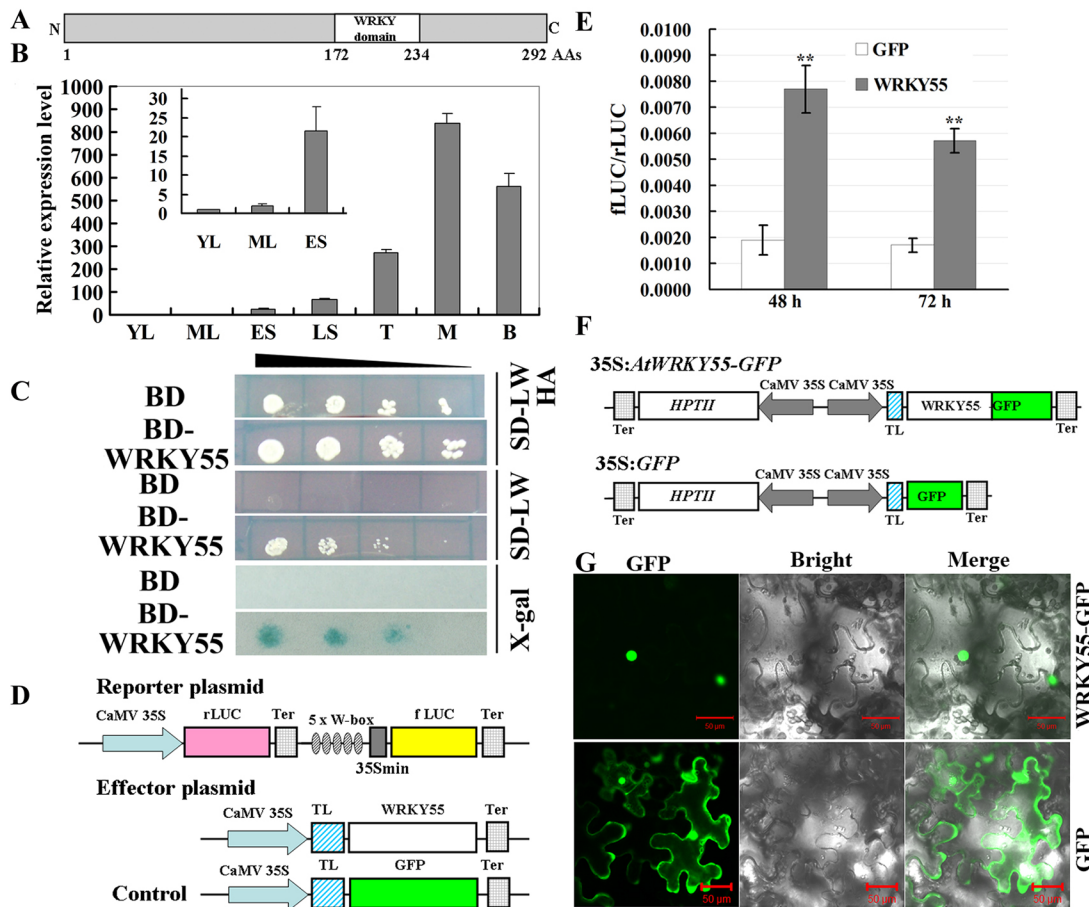 A
N
WRKY
domain
C
1
172
234
292
AAs
B
Relative expression level
1000
900
800
700
600
500
400
300
200
100
0
30
25
20
15
10
5
0
YL ML ES
YL ML ES LS T M B
C
BD
BD-
WRKY55
SD-LW
HA
BD
BD-
WRKY55
SD-LW
BD
BD-
WRKY55
X-gal
D
Reporter plasmid
CaMV 35S
rLUC
Ter
5 x W-box
f LUC
Ter
35Smin
Effector plasmid
CaMV 35S
TL
WRKY55
Ter
CaMV 35S
TL
GFP
Ter
Control
E
fLUC/rLUC
0.0100
0.0090
0.0080
0.0070
0.0060
0.0050
0.0040
0.0030
0.0020
0.0010
0.0000
GFP
WRKY55
**
**
48 h
72 h
F
35S:AtWRKY55-GFP
CaMV 35S CaMV 35S
HPTII
WRKY55
GFP
Ter
TL
Ter
35S:GFP
CaMV 35S CaMV 35S
HPTII
GFP
Ter
TL
Ter
G
GFP
Bright
Merge
WRKY55-GFP
50 µm
50 µm
50 µm
GFP
50 µm
50 µm
50 µm